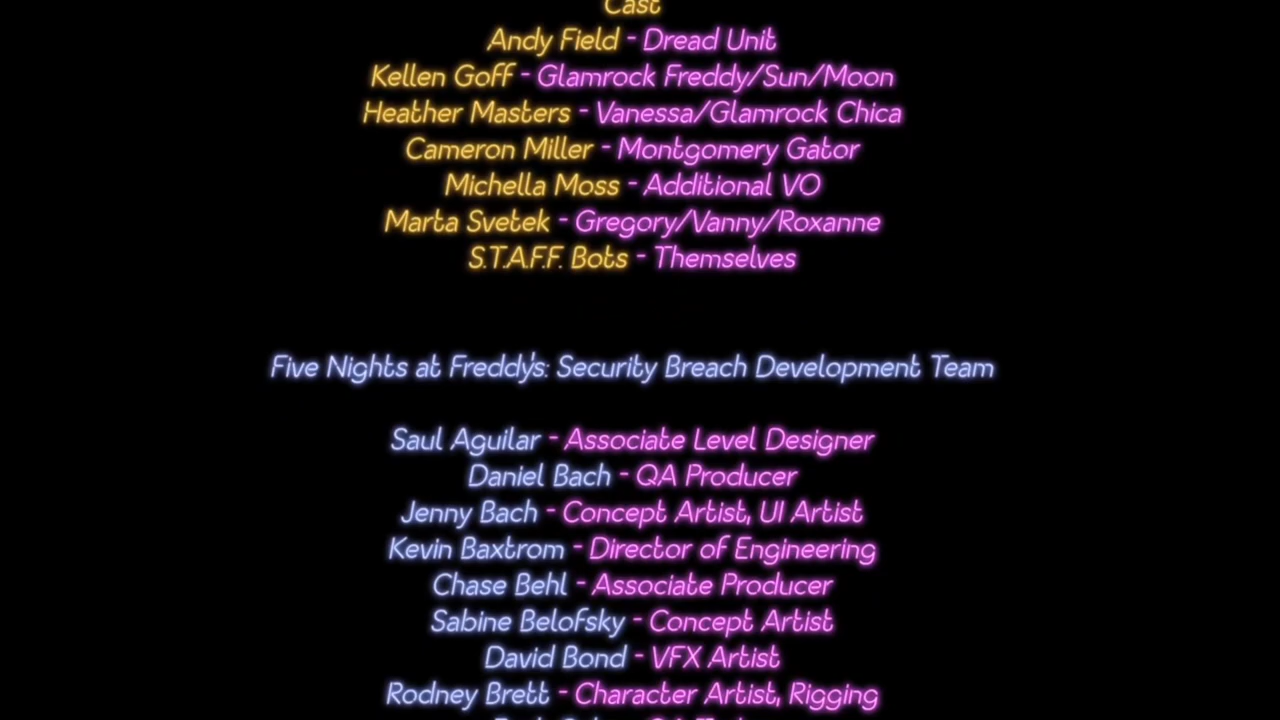 Cast
Andy Field - Dread Unit
Kellen Goff - Glamrock Freddy/Sun/Moon
Heather Masters - Vanessa/Glamrock Chica
Cameron Miller - Montgomery Gator
Michella Moss - Additional VO
Marta Svetek - Gregory/Vanny/Roxanne
S.T.A.F.F. Bots - Themselves
Five Nights at Freddy's: Security Breach Development Team
Saul Aguilar - Associate Level Designer
Daniel Bach - QA Producer
Jenny Bach - Concept Artist, UI Artist
Kevin Baxtrom - Director of Engineering
Chase Behl - Associate Producer
Sabine Belofsky - Concept Artist
David Bond - VFX Artist
Rodney Brett - Character Artist, Rigging